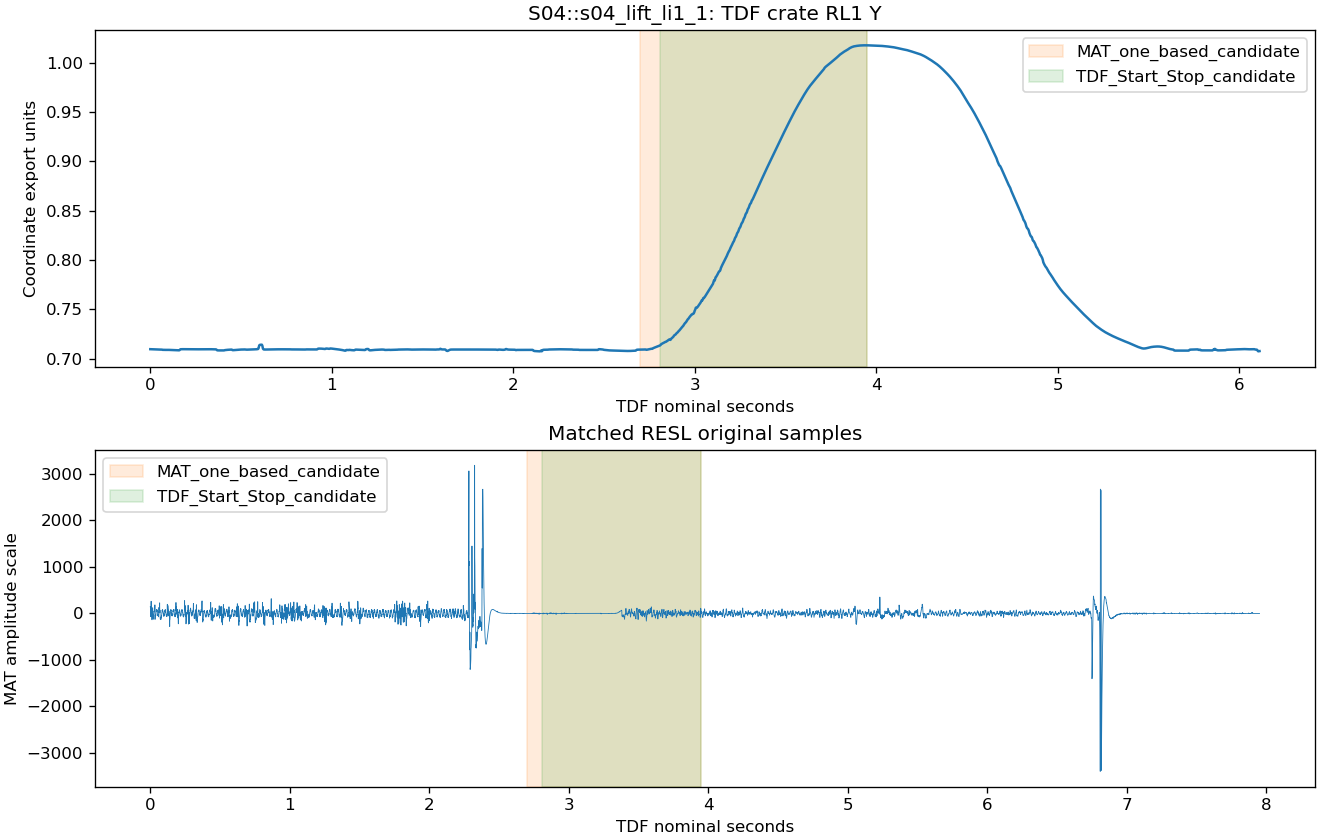 S04::s04_lift_li1_1: TDF crate RL1 Y
Coordinate export units
1.00
0.95
0.90
0.85
0.80
0.75
0.70
MAT_one_based_candidate
TDF_Start_Stop_candidate
0 1 2 3 4 5 6
TDF nominal seconds
Matched RESL original samples
MAT amplitude scale
3000
2000
1000
0
−1000
−2000
−3000
MAT_one_based_candidate
TDF_Start_Stop_candidate
0 1 2 3 4 5 6 7 8
TDF nominal seconds